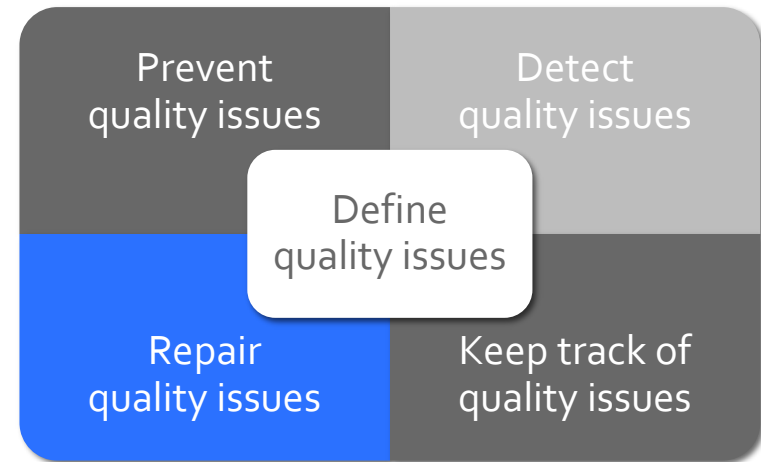 Prevent
quality issues
Detect
quality issues
Define
quality issues
Repair
quality issues
Keep track of
quality issues